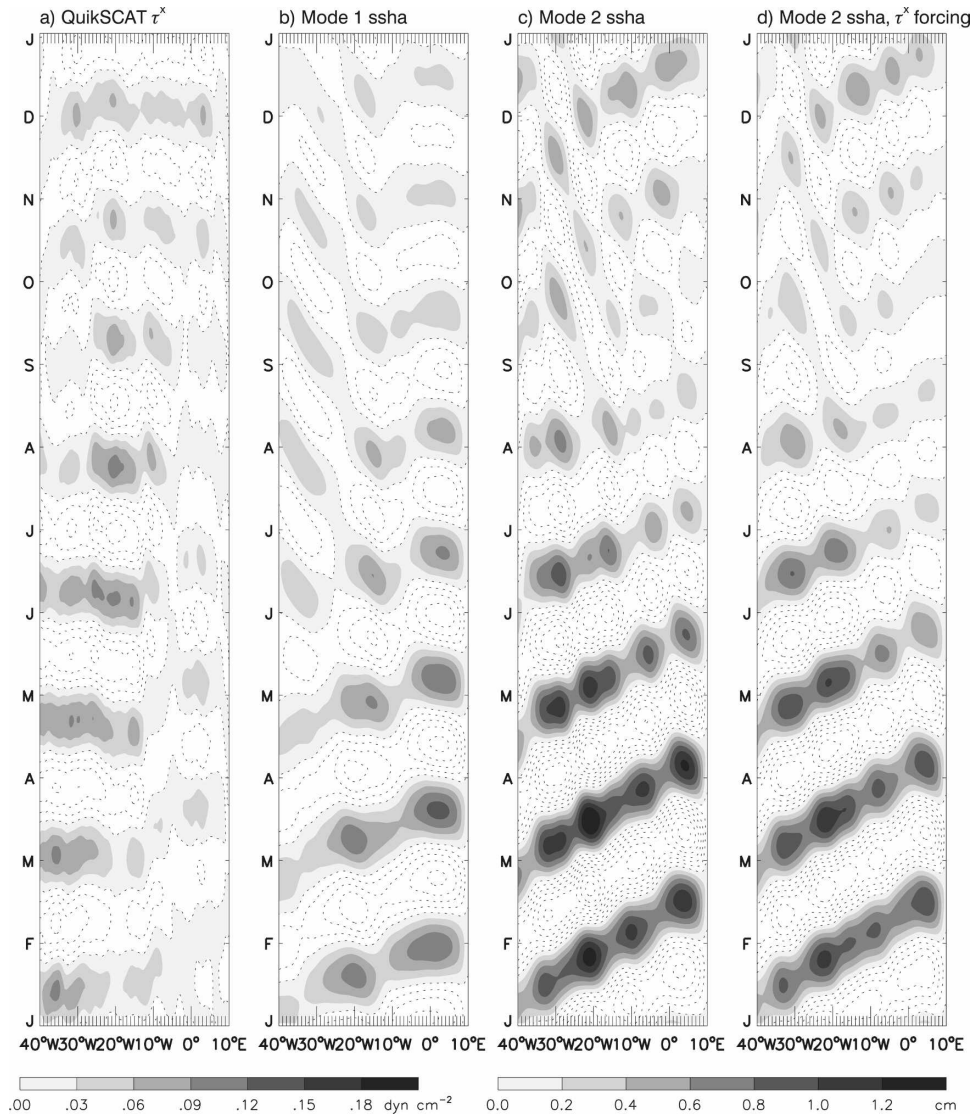 a) QuikSCAT τˣ b) Mode 1 ssha c) Mode 2 ssha d) Mode 2 ssha, τˣ forcing
J
D
N
O
S
A
J
J
M
A
M
F
J
40°W30°W20°W10°W 0° 10°E 40°W30°W20°W10°W 0° 10°E 40°W30°W20°W10°W 0° 10°E 40°W30°W20°W10°W 0° 10°E
J
D
N
O
S
A
J
J
M
A
M
F
J
J
D
N
O
S
A
J
J
M
A
M
F
J
J
D
N
O
S
A
J
J
M
A
M
F
J
.00 .03 .06 .09 .12 .15 .18 dyn cm⁻² 0.0 0.2 0.4 0.6 0.8 1.0 1.2 cm